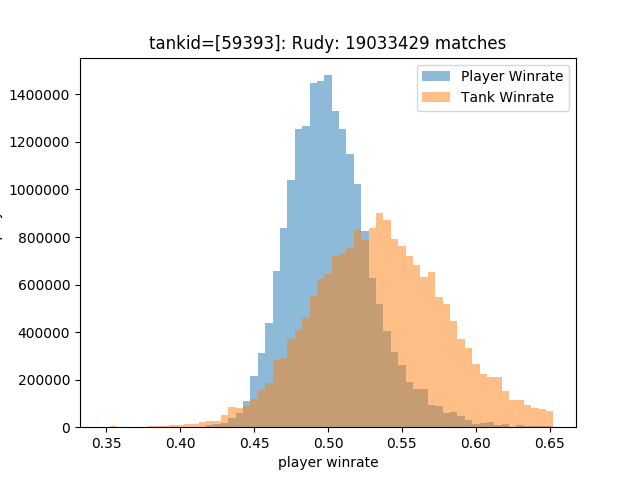 tankid=[59393]: Rudy: 19033429 matches
Player Winrate
Tank Winrate
1400000
1200000
1000000
800000
600000
400000
200000
0
0.35 0.40 0.45 0.50 0.55 0.60 0.65
player winrate